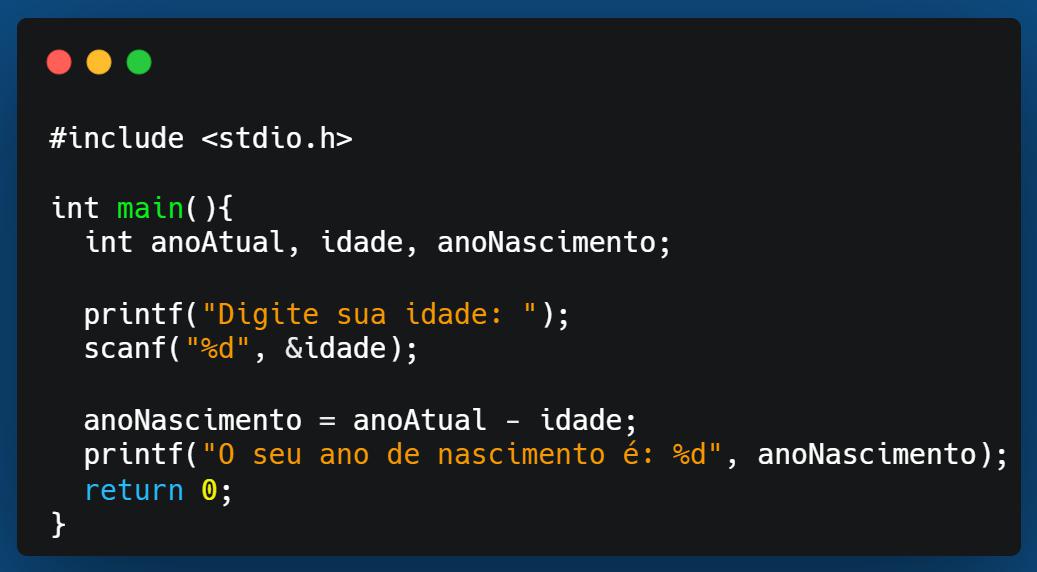 #include <stdio.h>
int main(){
int anoAtual, idade, anoNascimento;
printf("Digite sua idade: ");
scanf("%d", &idade);
anoNascimento = anoAtual - idade;
printf("O seu ano de nascimento é: %d", anoNascimento);
return 0;
}